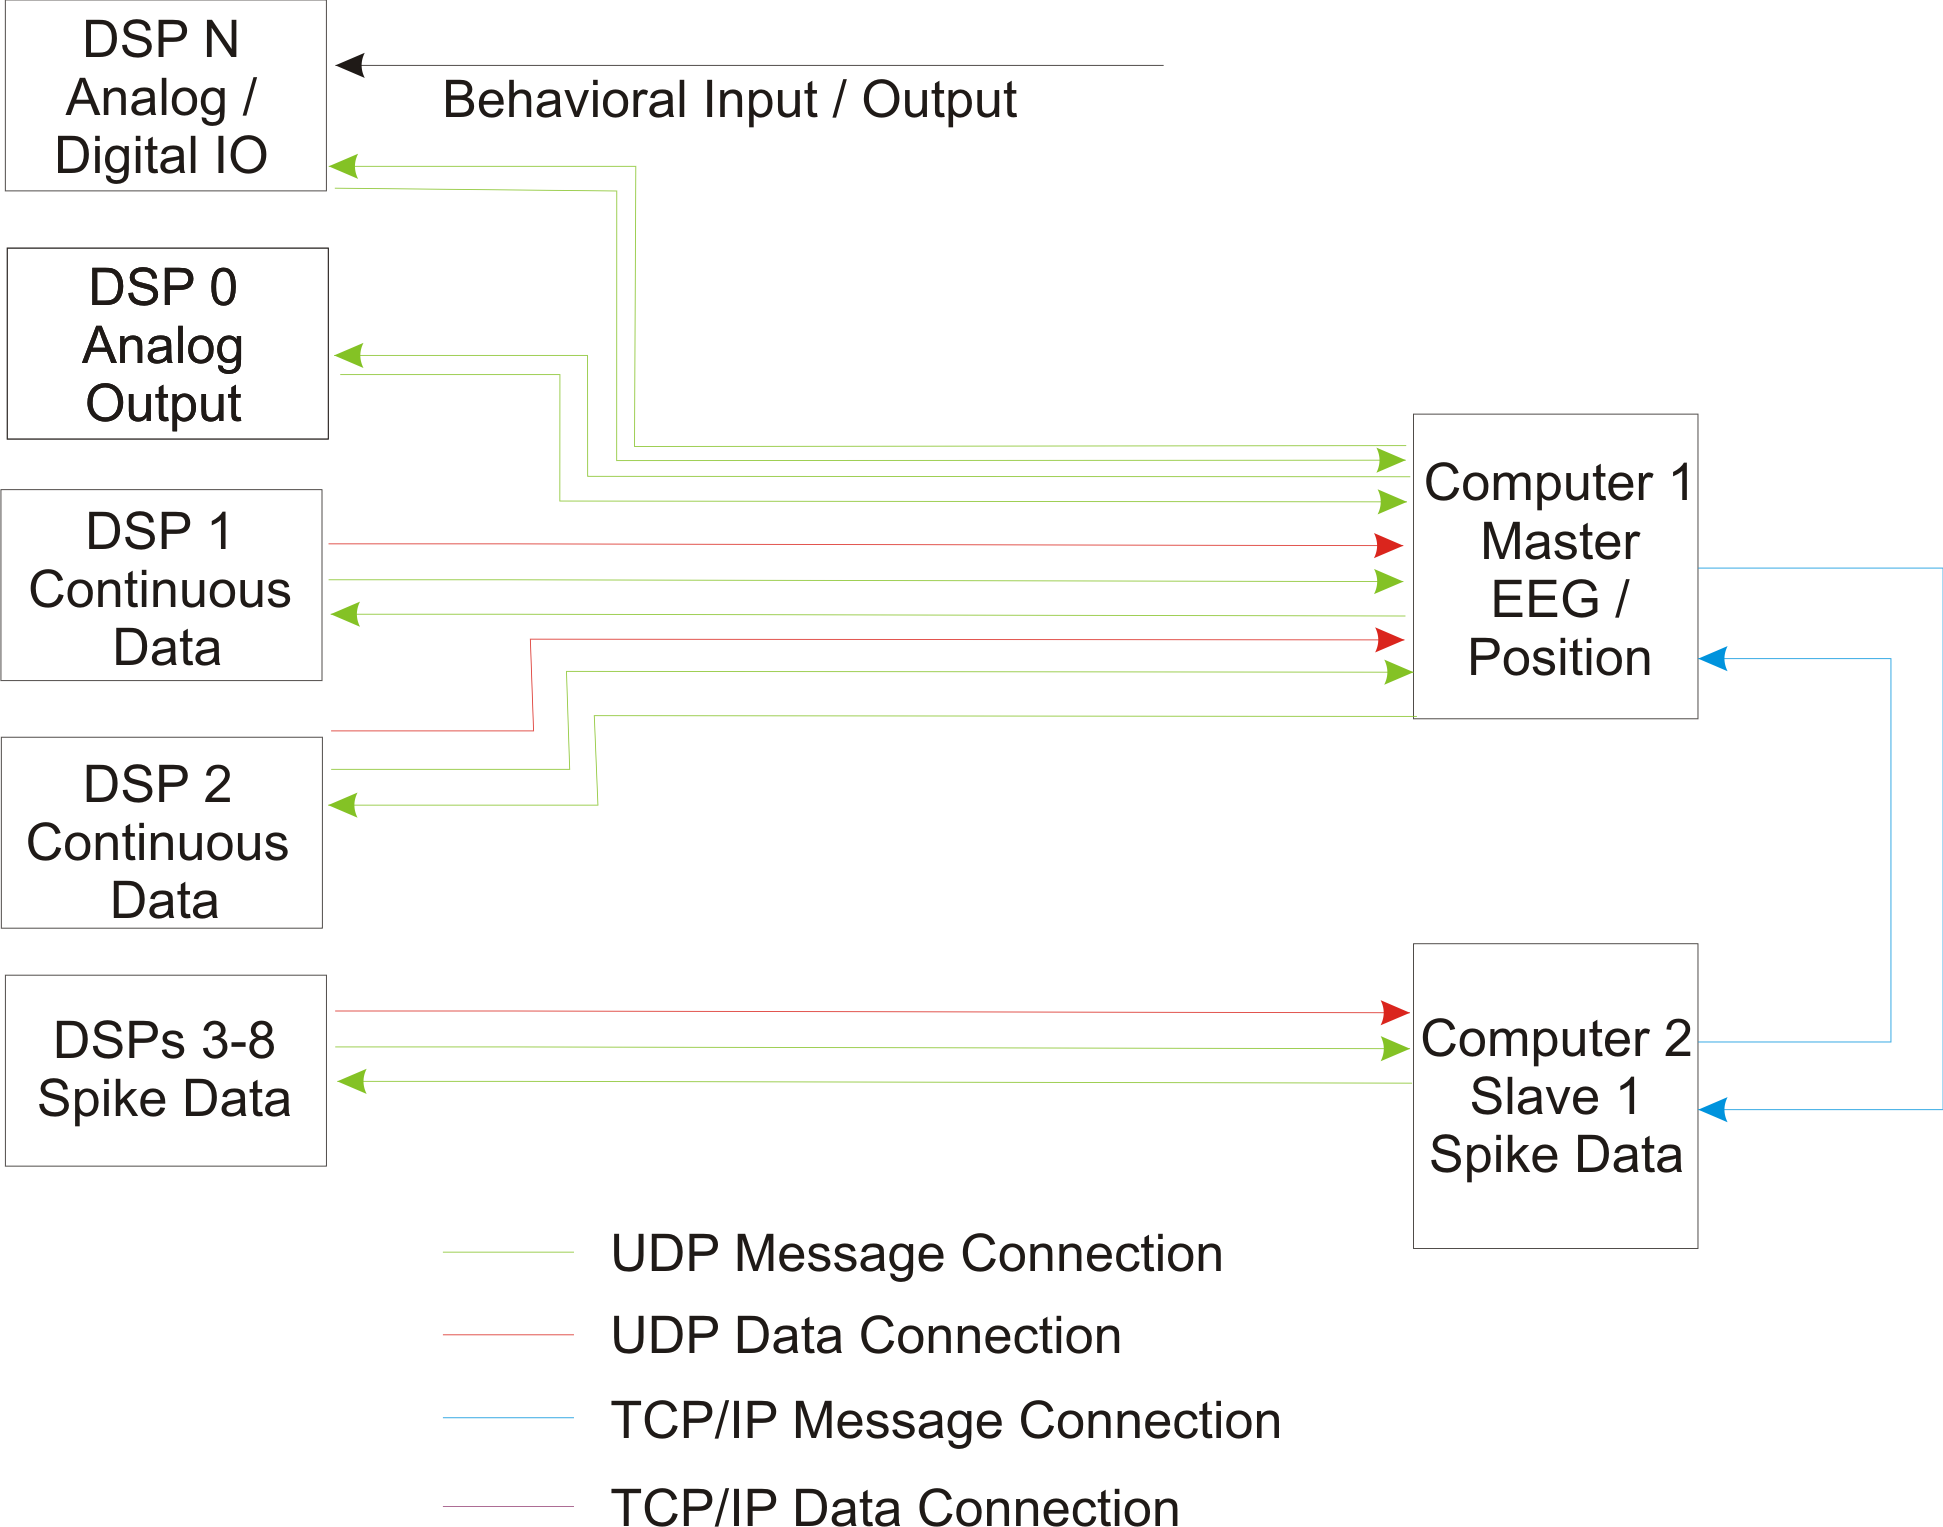 DSP N
Analog /
Digital IO
Behavioral Input / Output
DSP 0
Analog
Output
DSP 1
Continuous
Data
DSP 2
Continuous
Data
DSPs 3-8
Spike Data
Computer 1
Master
EEG /
Position
Computer 2
Slave 1
Spike Data
UDP Message Connection
UDP Data Connection
TCP/IP Message Connection
TCP/IP Data Connection